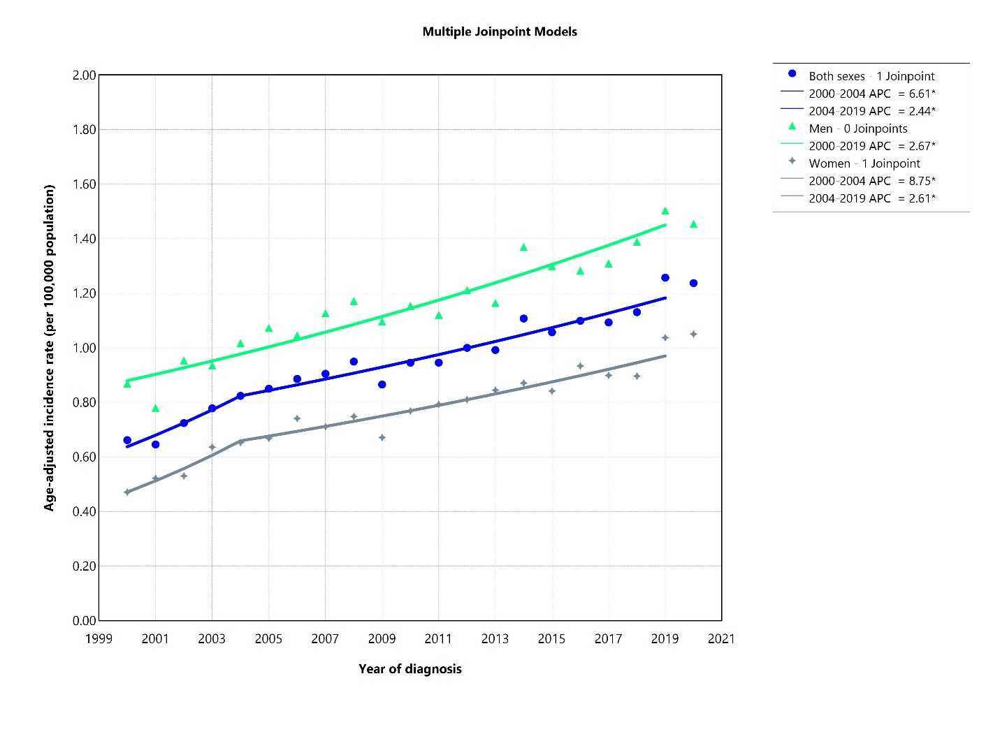 Multiple Joinpoint Models
2.00
1.80
1.60
1.40
1.20
1.00
0.80
0.60
0.40
0.20
0.00
Age-adjusted incidence rate (per 100,000 population)
1999 2001 2003 2005 2007 2009 2011 2013 2015 2017 2019 2021
Year of diagnosis
Both sexes - 1 Joinpoint
2000-2004 APC = 6.61*
2004-2019 APC = 2.44*
Men - 0 Joinpoints
2000-2019 APC = 2.67*
Women - 1 Joinpoint
2000-2004 APC = 8.75*
2004-2019 APC = 2.61*